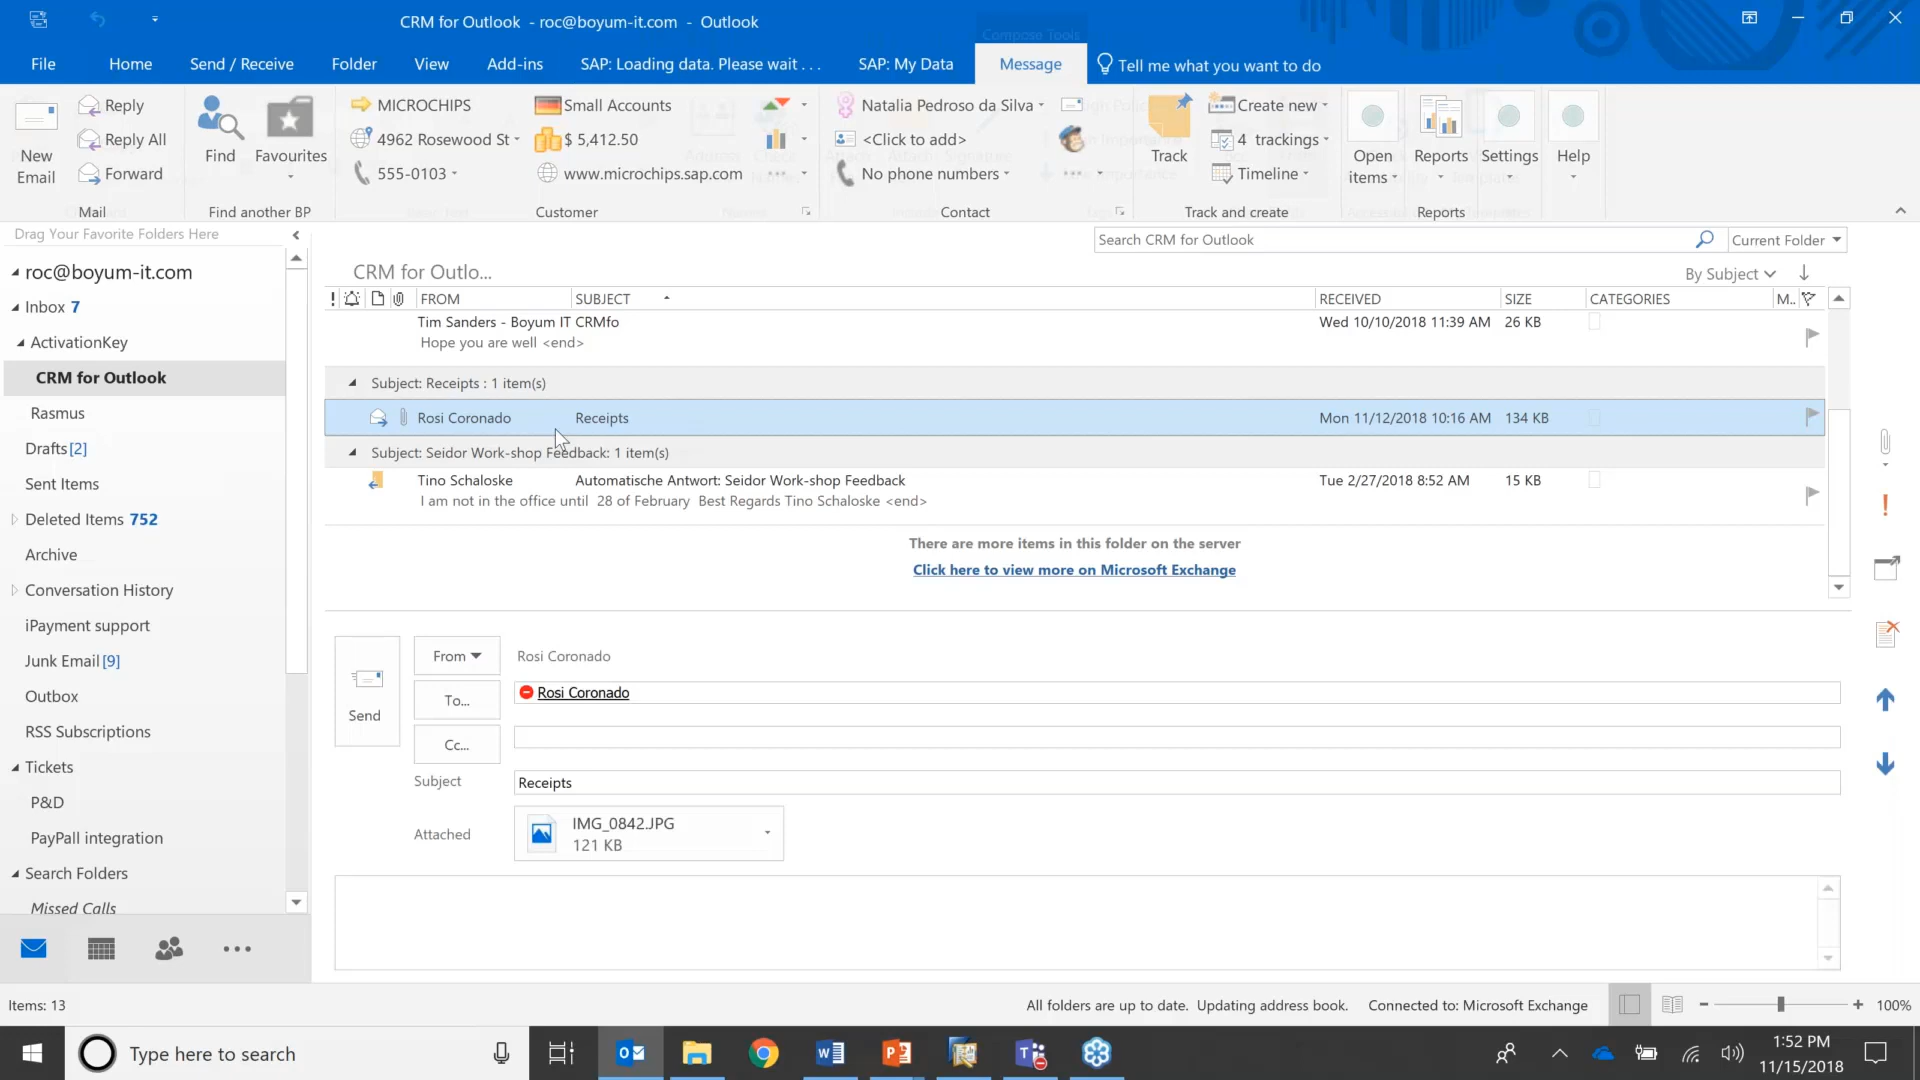 CRM for Outlook - roc@boyum-it.com - Outlook
Compose Tools
File Home Send / Receive Folder View Add-ins SAP: Loading data. Please wait . . . SAP: My Data Message Tell me what you want to do
New Email
Reply
Reply All
Forward
Mail
Find
Favourites
Find another BP
MICROCHIPS
4962 Rosewood St
555-0103
Small Accounts
$ 5,412.50
www.microchips.sap.com
Customer
Natalia Pedroso da Silva
<Click to add>
No phone numbers
Contact
Track
Create new
4 trackings
Timeline
Track and create
Open items
Reports
Settings
Help
Reports
Drag Your Favorite Folders Here
Search CRM for Outlook
Current Folder
roc@boyum-it.com
Inbox 7
ActivationKey
CRM for Outlook
Rasmus
Drafts [2]
Sent Items
Deleted Items 752
Archive
Conversation History
iPayment support
Junk Email [9]
Outbox
RSS Subscriptions
Tickets
P&D
PayPall integration
Search Folders
Missed Calls
CRM for Outlo...
By Subject
! FROM SUBJECT RECEIVED SIZE CATEGORIES M..
Tim Sanders - Boyum IT CRMfo Wed 10/10/2018 11:39 AM 26 KB
Hope you are well <end>
Subject: Receipts : 1 item(s)
Rosi Coronado Receipts Mon 11/12/2018 10:16 AM 134 KB
Subject: Seidor Work-shop Feedback: 1 item(s)
Tino Schaloske Automatische Antwort: Seidor Work-shop Feedback Tue 2/27/2018 8:52 AM 15 KB
I am not in the office until 28 of February Best Regards Tino Schaloske <end>
There are more items in this folder on the server
Click here to view more on Microsoft Exchange
Send
From Rosi Coronado
To... Rosi Coronado
Cc...
Subject Receipts
Attached IMG_0842.JPG
121 KB
Items: 13
All folders are up to date. Updating address book. Connected to: Microsoft Exchange
100%
Type here to search
1:52 PM
11/15/2018